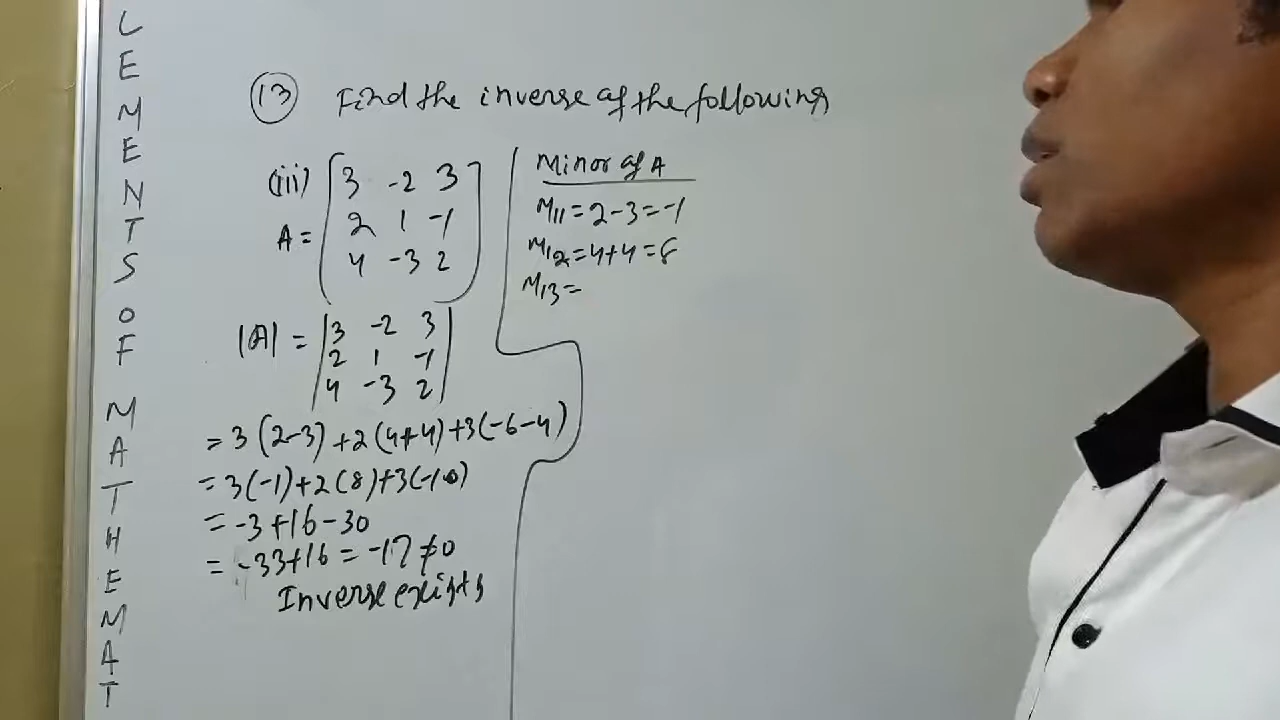 LEMENTS OF MATHEMAT
(13) Find the inverse of the following
(iii)
A = [3 -2 3
2 1 -1
4 -3 2]
|A| = |3 -2 3
2 1 -1
4 -3 2|
= 3(2-3) +2(4+4)+3(-6-4)
= 3(-1)+2(8)+3(-10)
= -3+16-30
= -33+16 = -17≠0
Inverse exists
Minor of A
M11=2-3=-1
M12=4+4=8
M13=